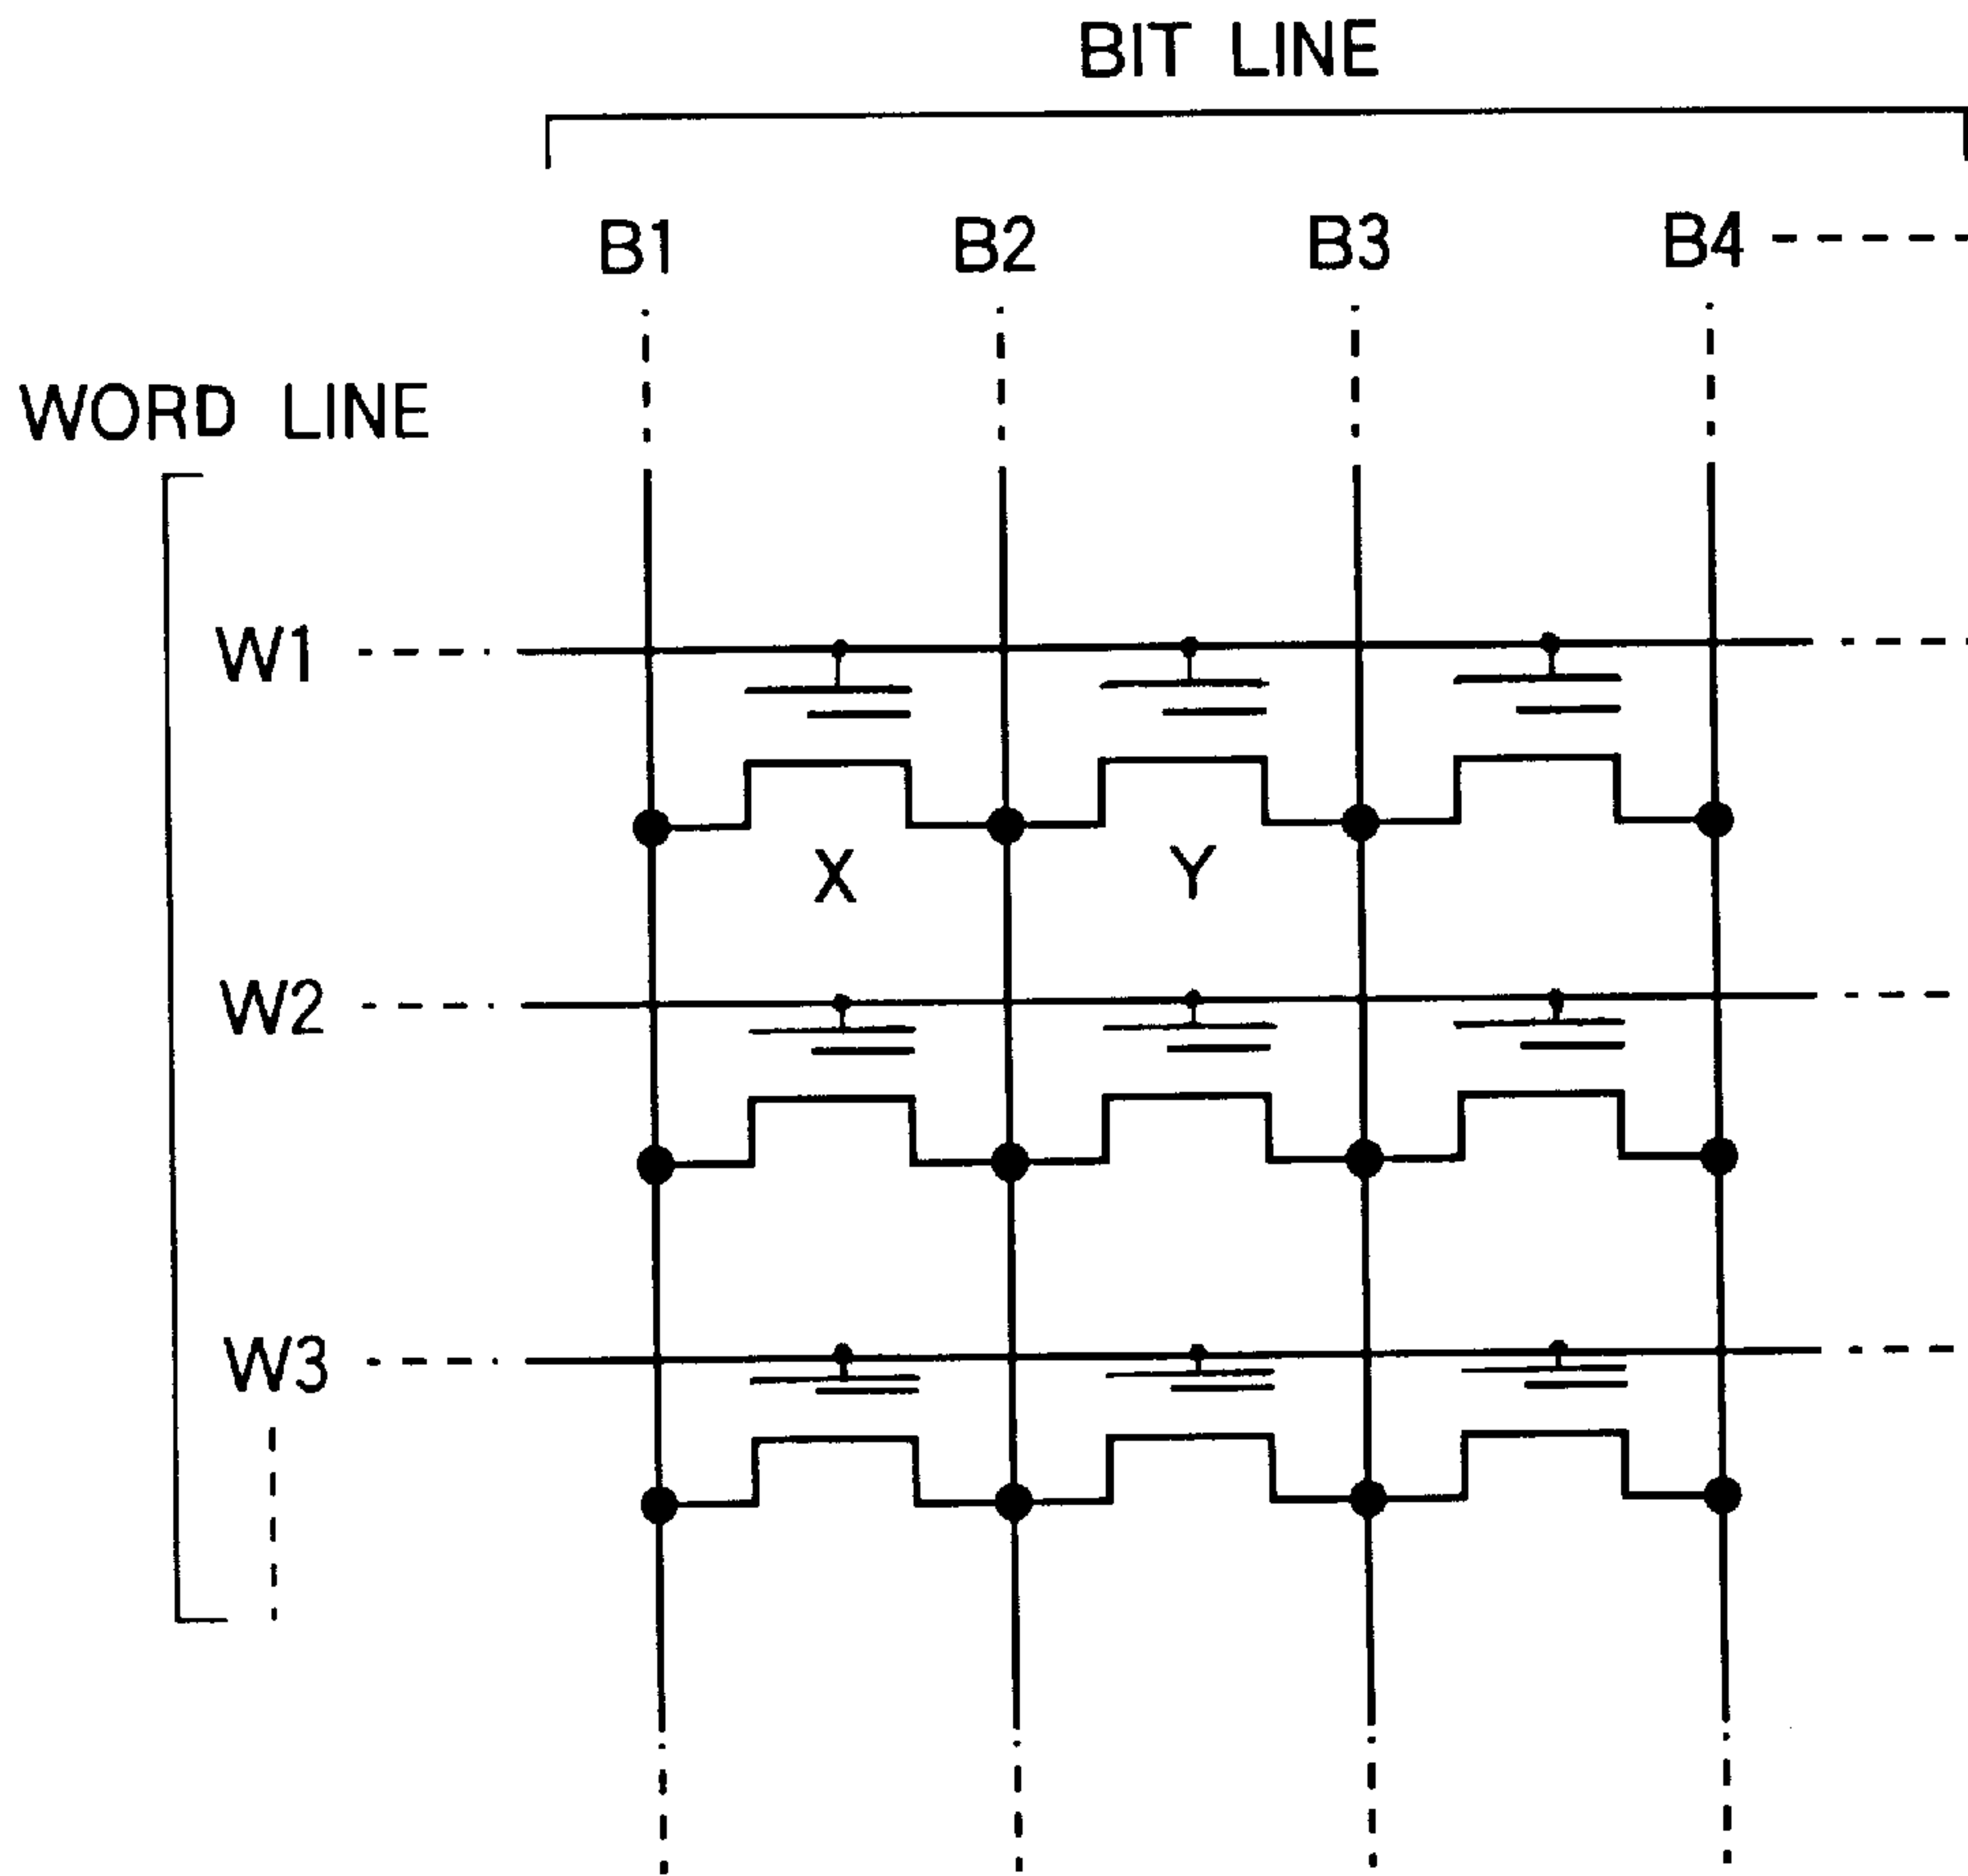 BIT LINE
B1 B2 B3 B4
WORD LINE
W1
X Y
W2
W3